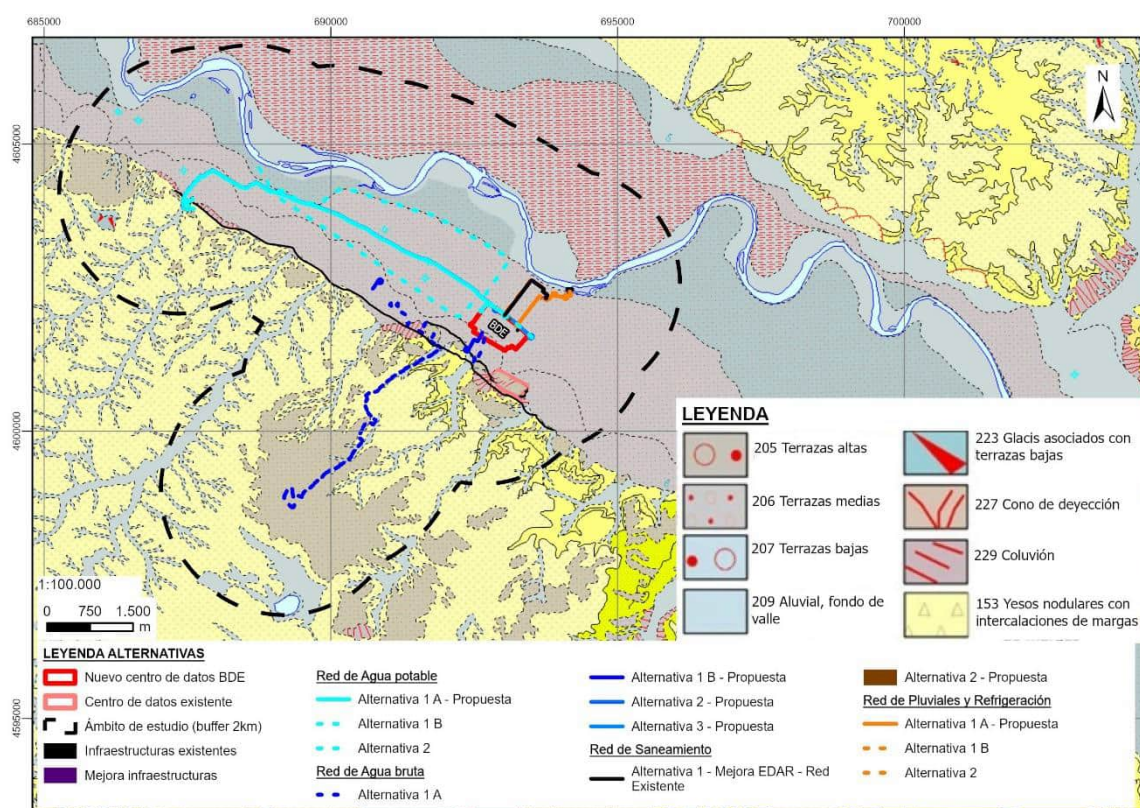 685000
690000
695000
700000
N
4605000
BDE
4600000
LEYENDA
205 Terrazas altas
206 Terrazas medias
207 Terrazas bajas
209 Aluvial, fondo de
valle
223 Glacis asociados con
terrazas bajas
227 Cono de deyección
229 Coluvión
153 Yesos nodulares con
intercalaciones de margas
1:100.000
0 750 1.500
m
4595000
LEYENDA ALTERNATIVAS
Nuevo centro de datos BDE
Centro de datos existente
Ámbito de estudio (buffer 2km)
Infraestructuras existentes
Mejora infraestructuras
Red de Agua potable
Alternativa 1 A - Propuesta
Alternativa 1 B
Alternativa 2
Red de Agua bruta
Alternativa 1 A
Alternativa 1 B - Propuesta
Alternativa 2 - Propuesta
Alternativa 3 - Propuesta
Red de Saneamiento
Alternativa 1 - Mejora EDAR - Red
Existente
Alternativa 2 - Propuesta
Red de Pluviales y Refrigeración
Alternativa 1 A - Propuesta
Alternativa 1 B
Alternativa 2